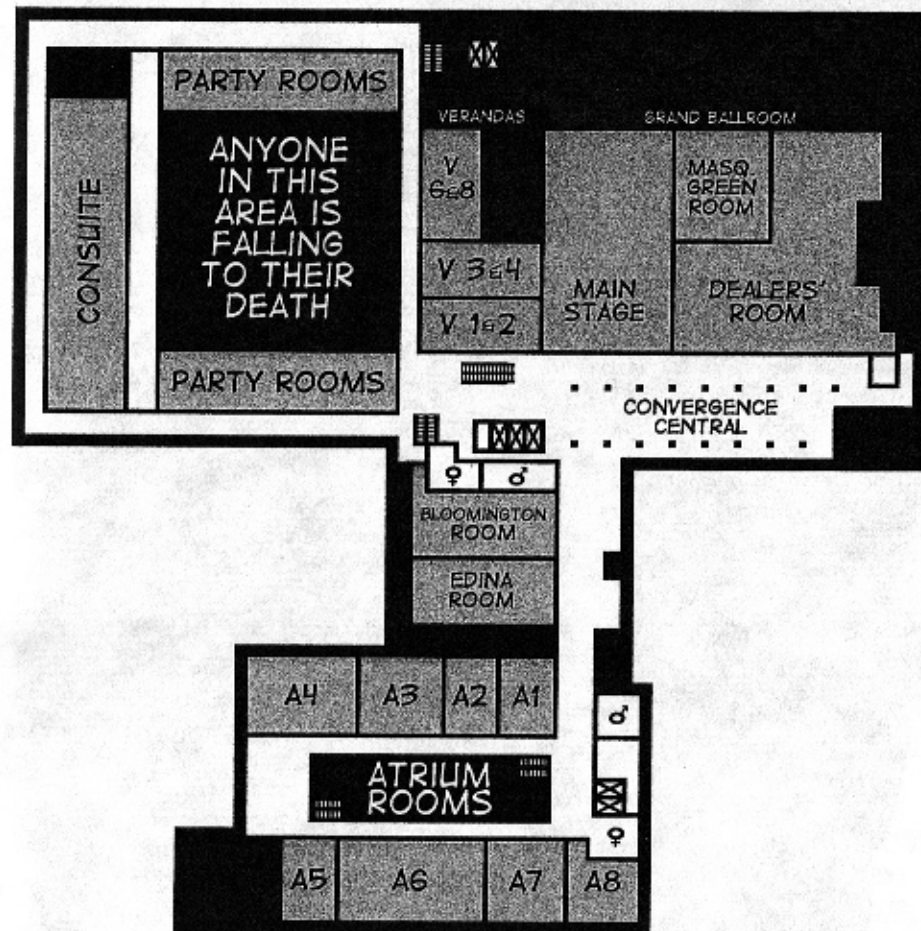 PARTY ROOMS
CONSUITE
ANYONE
IN THIS
AREA IS
FALLING
TO THEIR
DEATH
PARTY ROOMS
VERANDAS
V
6&8
V 3&4
V 1&2
GRAND BALLROOM
MASQ.
GREEN
ROOM
MAIN
STAGE
DEALERS'
ROOM
CONVERGENCE
CENTRAL
♀
♂
BLOOMINGTON
ROOM
EDINA
ROOM
A4
A3
A2
A1
♂
ATRIUM
ROOMS
♀
A5
A6
A7
A8